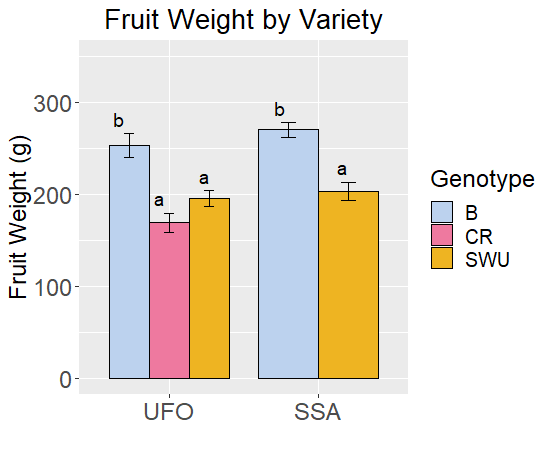 Fruit Weight by Variety
Fruit Weight (g)
300
200
100
0
b
a
a
b
a
UFO
SSA
Genotype
B
CR
SWU